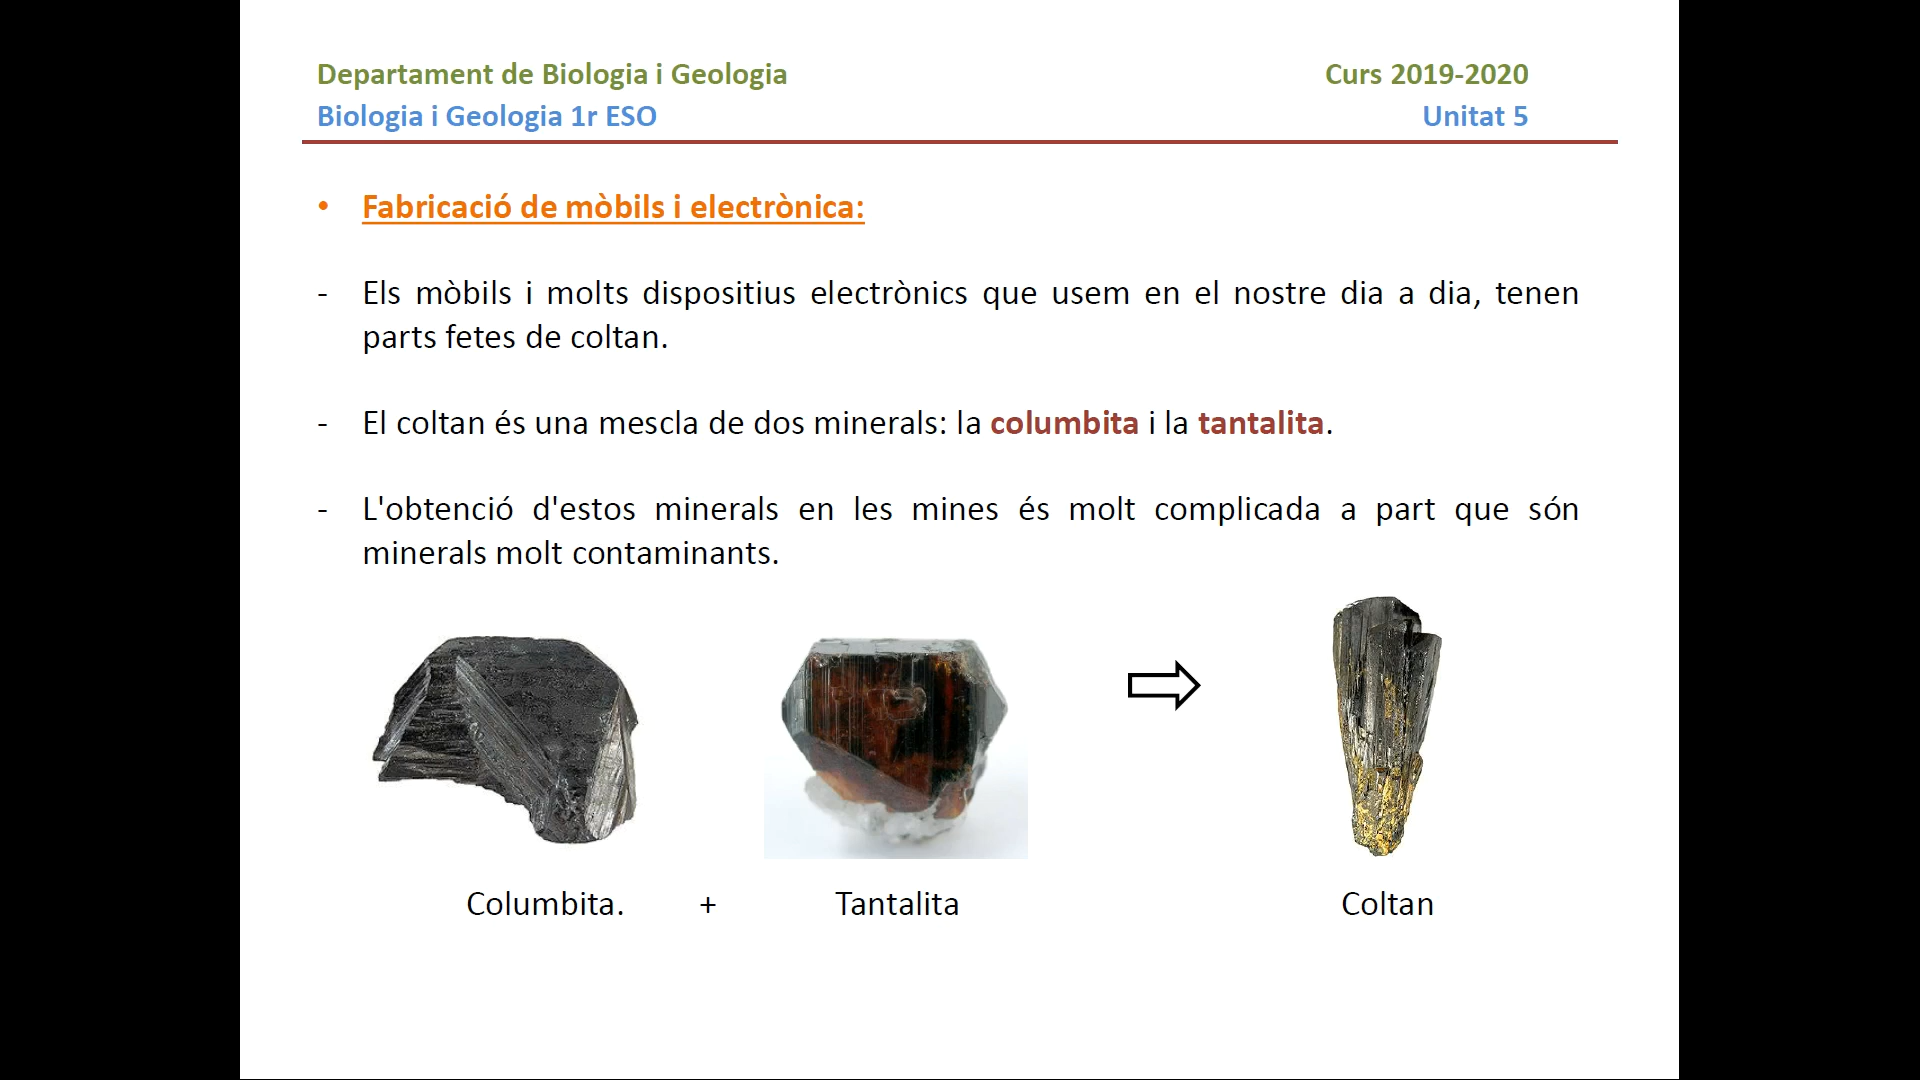 Departament de Biologia i Geologia Curs 2019-2020
Biologia i Geologia 1r ESO Unitat 5
• Fabricació de mòbils i electrònica:
- Els mòbils i molts dispositius electrònics que usem en el nostre dia a dia, tenen
parts fetes de coltan.
- El coltan és una mescla de dos minerals: la columbita i la tantalita.
- L'obtenció d'estos minerals en les mines és molt complicada a part que són
minerals molt contaminants.
Columbita. + Tantalita Coltan